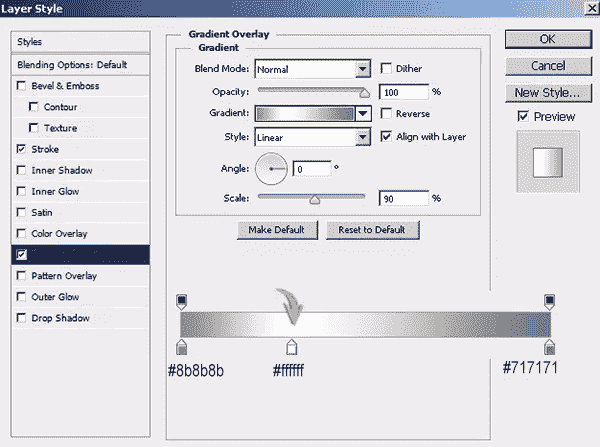 Layer Style
Styles
Blending Options: Default
Bevel & Emboss
Contour
Texture
Stroke
Inner Shadow
Inner Glow
Satin
Color Overlay
Pattern Overlay
Outer Glow
Drop Shadow
Gradient Overlay
Gradient
Blend Mode: Normal Dither
Opacity: 100 %
Gradient: Reverse
Style: Linear Align with Layer
Angle: 0 °
Scale: 90 %
Make Default Reset to Default
#8b8b8b #ffffff #717171
OK
Cancel
New Style...
Preview